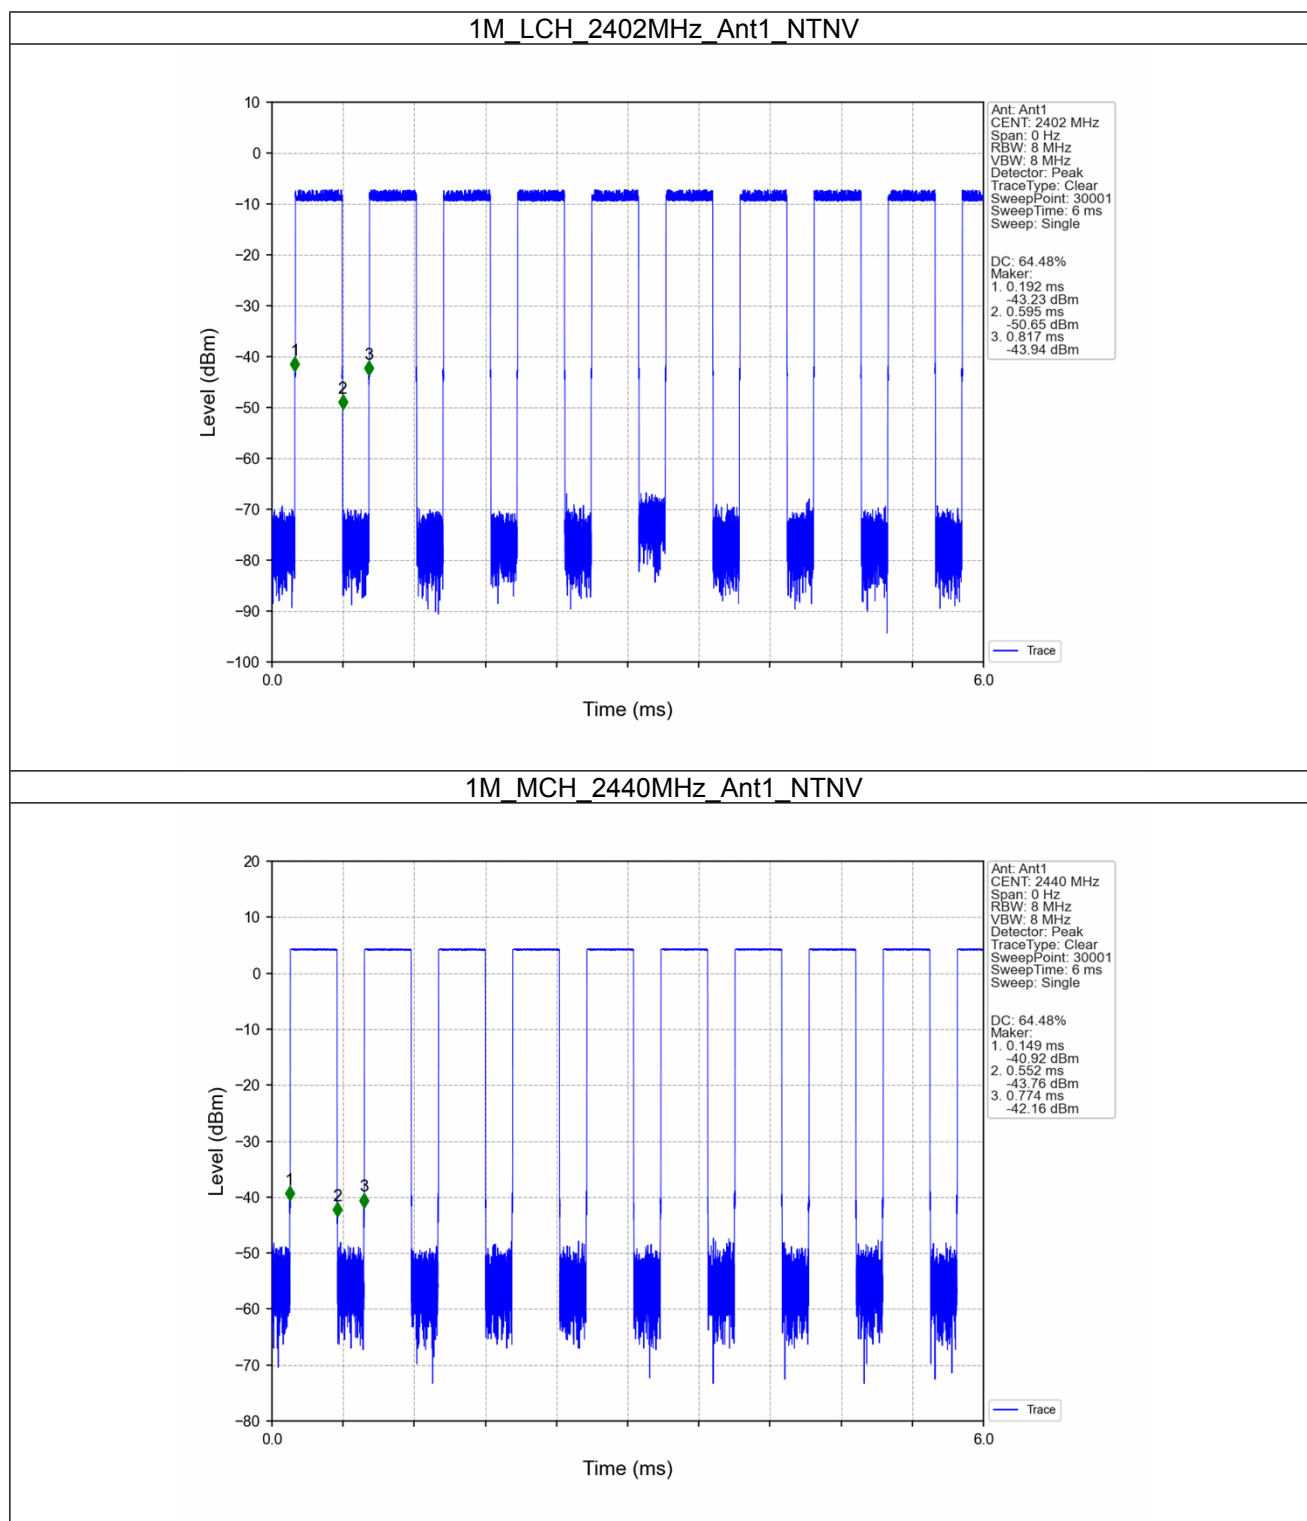 1M_LCH_2402MHz_Ant1_NTNV
10
0
−10
−20
−30
−40
−50
−60
−70
−80
−90
−100
Level (dBm)
1
2
3
0.0
6.0
Time (ms)
Ant: Ant1
CENT: 2402 MHz
Span: 0 Hz
RBW: 8 MHz
VBW: 8 MHz
Detector: Peak
TraceType: Clear
SweepPoint: 30001
SweepTime: 6 ms
Sweep: Single
DC: 64.48%
Maker:
1. 0.192 ms
-43.23 dBm
2. 0.595 ms
-50.65 dBm
3. 0.817 ms
-43.94 dBm
Trace
1M_MCH_2440MHz_Ant1_NTNV
20
10
0
−10
−20
−30
−40
−50
−60
−70
−80
Level (dBm)
1
2
3
0.0
6.0
Time (ms)
Ant: Ant1
CENT: 2440 MHz
Span: 0 Hz
RBW: 8 MHz
VBW: 8 MHz
Detector: Peak
TraceType: Clear
SweepPoint: 30001
SweepTime: 6 ms
Sweep: Single
DC: 64.48%
Maker:
1. 0.149 ms
-40.92 dBm
2. 0.552 ms
-43.76 dBm
3. 0.774 ms
-42.16 dBm
Trace